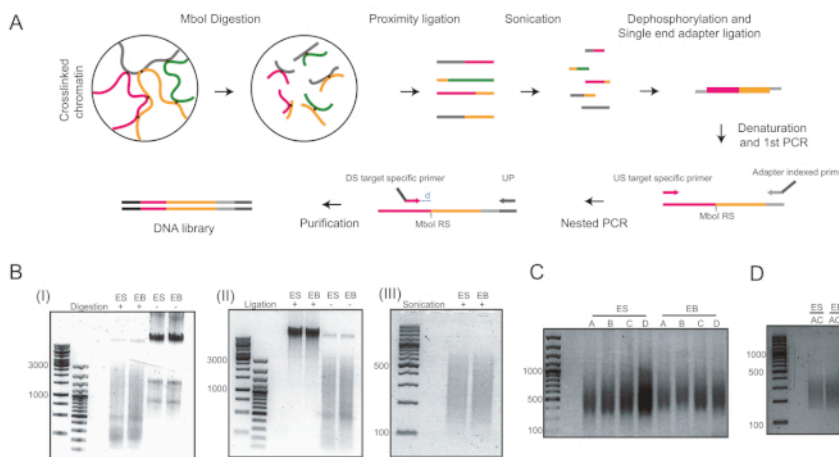 A
MboI Digestion
Proximity ligation
Sonication
Dephosphorylation and
Single end adapter ligation
Crosslinked
chromatin
Denaturation
and 1st PCR
DS target specific primer
UP
US target specific primer
Adapter indexed prim
d
MboI RS
MboI RS
DNA library
Purification
Nested PCR
B
(I)
ES EB ES EB
Digestion + + - -
3000
1000
(II)
ES EB ES EB
Ligation + + - -
3000
1000
(III)
ES EB
Sonication + +
500
100
C
ES EB
A B C D A B C D
1000
500
100
D
ES EB
AC AC
1000
500
100